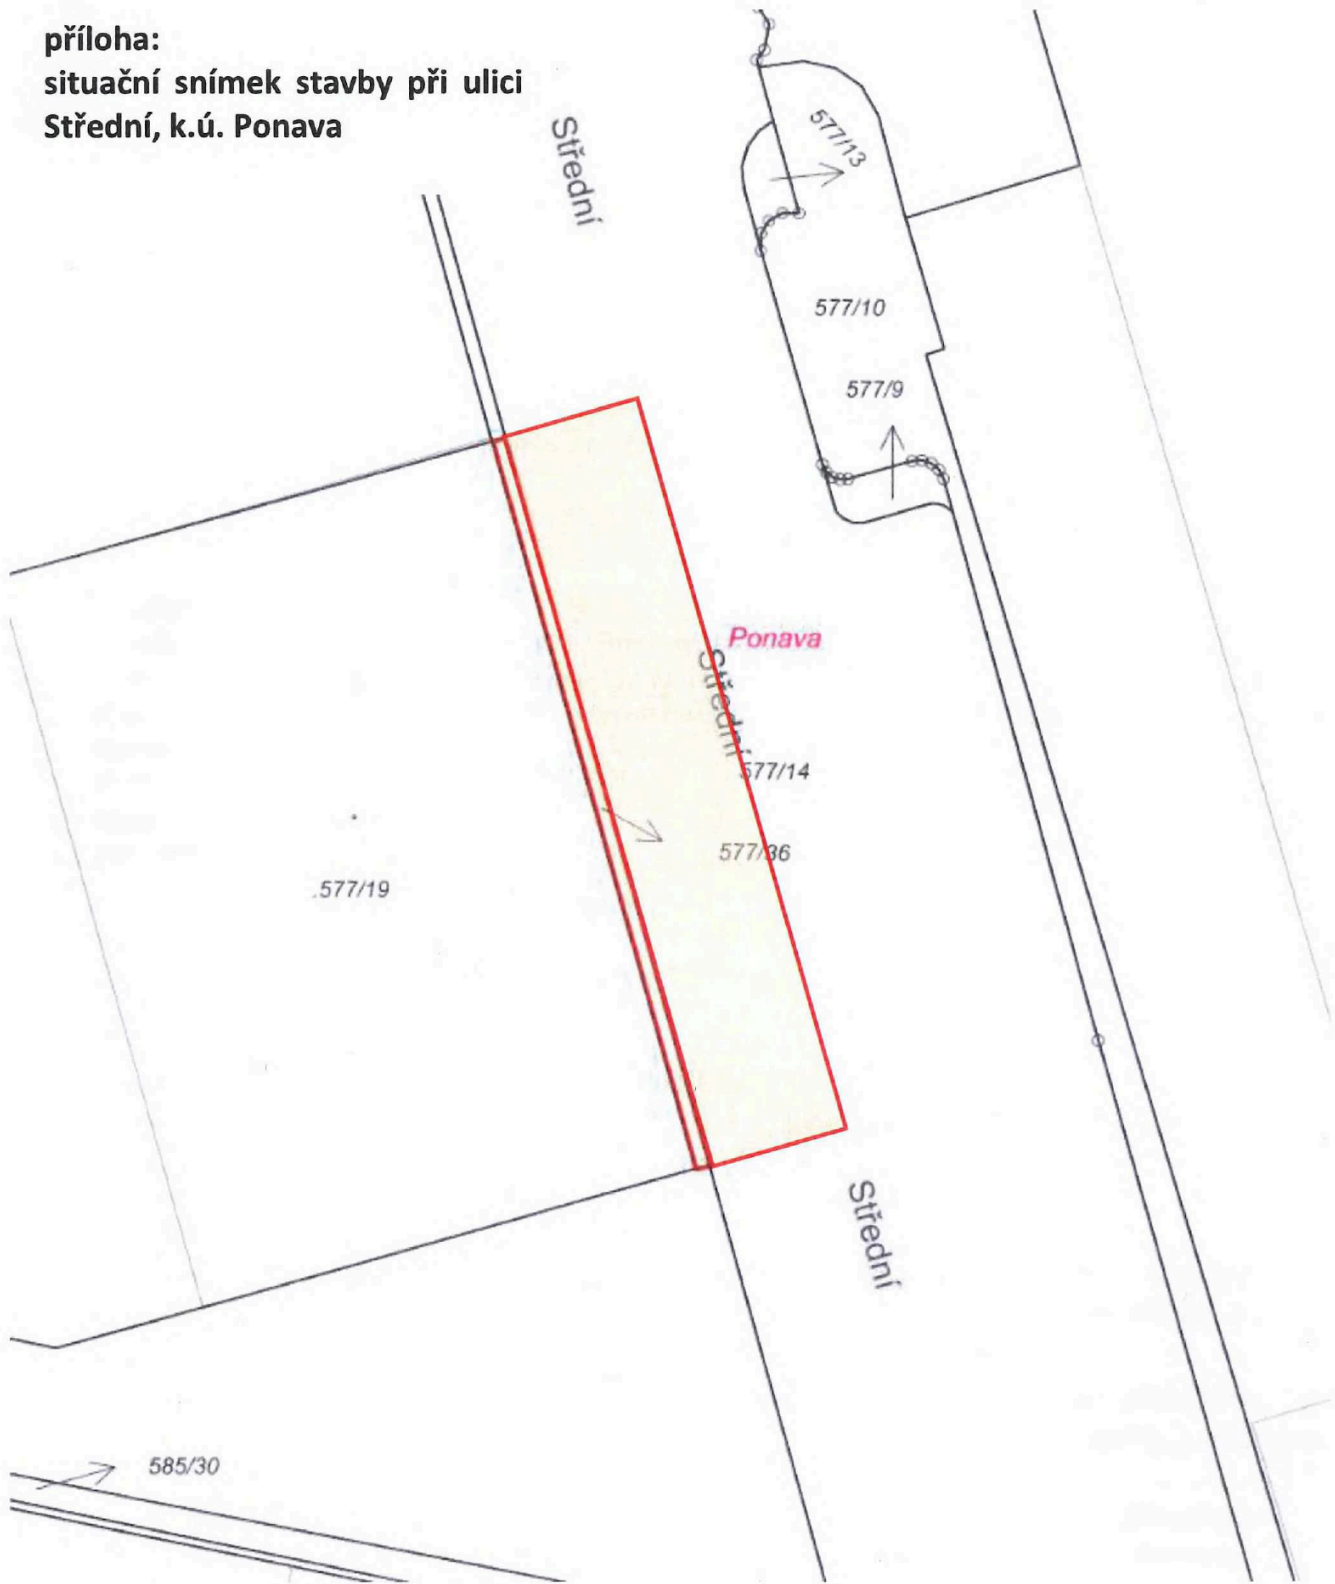 příloha:
situační snímek stavby při ulici
Střední, k.ú. Ponava
Střední
577/13
577/10
577/9
Ponava
Střední
577/14
577/36
.577/19
Střední
585/30